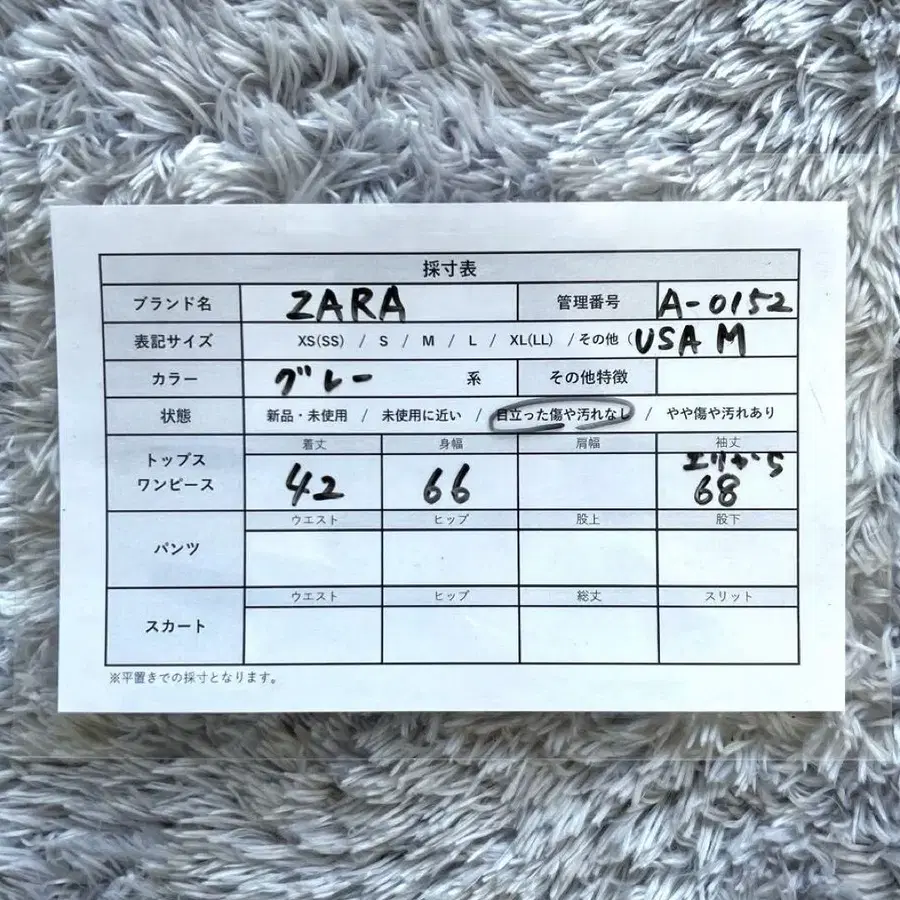 採寸表
ブランド名 ZARA 管理番号 A-0152
表記サイズ XS(SS) / S / M / L / XL(LL) / その他 ( USA M
カラー グレー 系 その他特徴
状態 新品・未使用 / 未使用に近い / 目立った傷や汚れなし / やや傷や汚れあり
トップス ワンピース 着丈 身幅 肩幅 袖丈
42 66 エリから 68
パンツ ウエスト ヒップ 股上 股下
スカート ウエスト ヒップ 総丈 スリット
※平置きでの採寸となります。